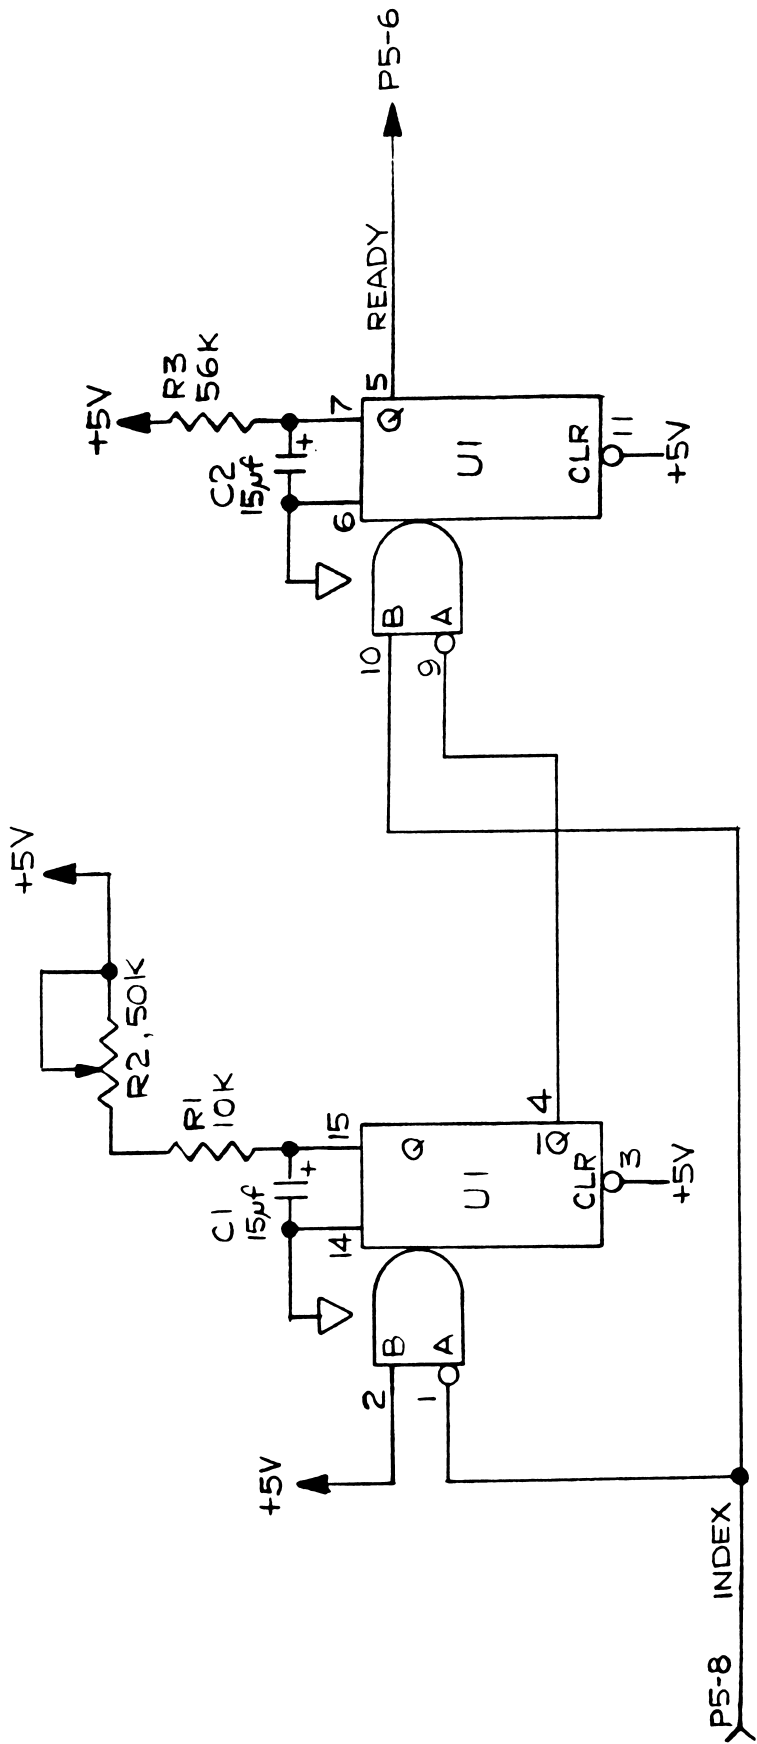 +5V
R2, 50K
R1
10K
C1
15µf
+
14
15
+5V
2
1
B
A
Q
U1
Q̅
4
CLR
3
+5V
P5-8 INDEX
+5V
R3
56K
C2
15µf
+
6
7
10
9
B
A
Q
5
READY
P5-6
U1
CLR
11
+5V